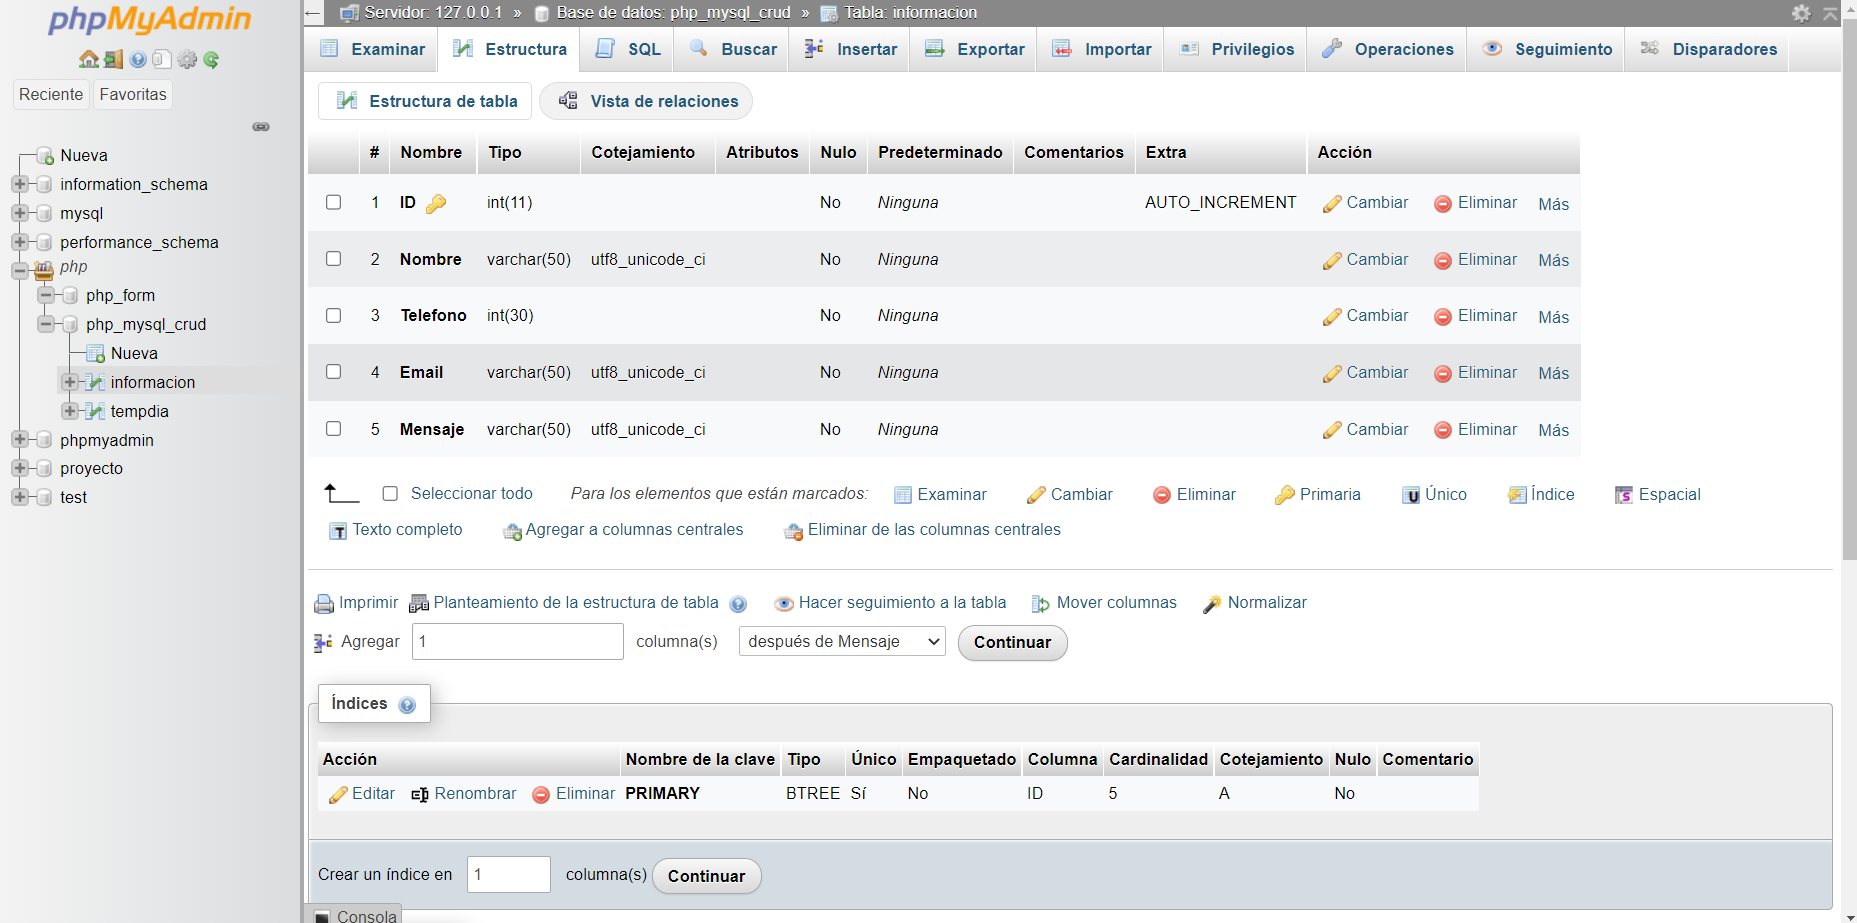 phpMyAdmin
Reciente Favoritas
Nueva
information_schema
mysql
performance_schema
php
php_form
php_mysql_crud
Nueva
informacion
tempdia
phpmyadmin
proyecto
test
← Servidor: 127.0.0.1 » Base de datos: php_mysql_crud » Tabla: informacion
Examinar Estructura SQL Buscar Insertar Exportar Importar Privilegios Operaciones Seguimiento Disparadores
Estructura de tabla Vista de relaciones
# Nombre Tipo Cotejamiento Atributos Nulo Predeterminado Comentarios Extra Acción
1 ID int(11) No Ninguna AUTO_INCREMENT Cambiar Eliminar Más
2 Nombre varchar(50) utf8_unicode_ci No Ninguna Cambiar Eliminar Más
3 Telefono int(30) No Ninguna Cambiar Eliminar Más
4 Email varchar(50) utf8_unicode_ci No Ninguna Cambiar Eliminar Más
5 Mensaje varchar(50) utf8_unicode_ci No Ninguna Cambiar Eliminar Más
Seleccionar todo Para los elementos que están marcados: Examinar Cambiar Eliminar Primaria Único Índice Espacial
Texto completo Agregar a columnas centrales Eliminar de las columnas centrales
Imprimir Planteamiento de la estructura de tabla Hacer seguimiento a la tabla Mover columnas Normalizar
Agregar 1 columna(s) después de Mensaje Continuar
Índices
Acción Nombre de la clave Tipo Único Empaquetado Columna Cardinalidad Cotejamiento Nulo Comentario
Editar Renombrar Eliminar PRIMARY BTREE Sí No ID 5 A No
Crear un índice en 1 columna(s) Continuar
Consola